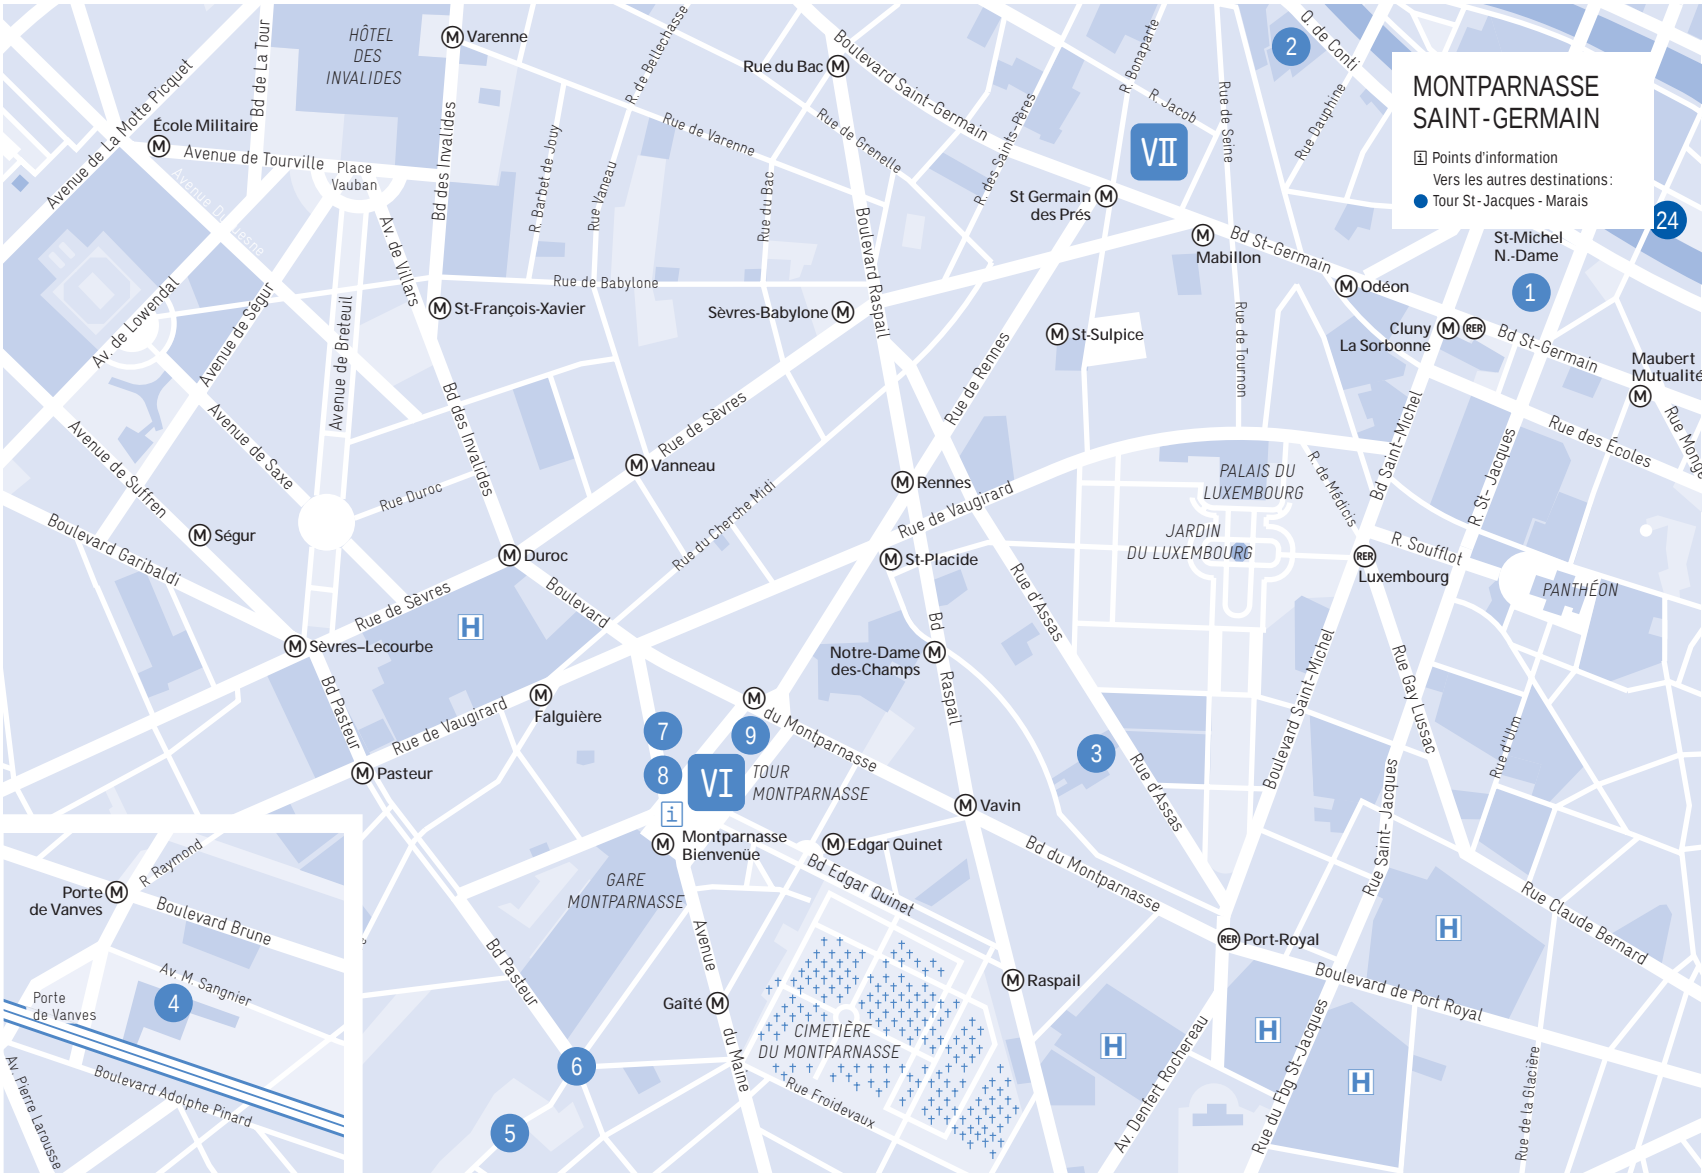 MONTPARNASSE
SAINT-GERMAIN
i Points d'information
Vers les autres destinations:
Tour St-Jacques - Marais
24
HÔTEL
DES
INVALIDES
M Varenne
Bd de La Tour
Avenue de La Motte Picquet
École Militaire
M
Avenue de Tourville
Place
Vauban
Avenue Duquesne
Bd des Invalides
R. de Bellechasse
Rue du Bac M
Boulevard Saint-Germain
Rue de Varenne
Rue de Grenelle
R. Barbet de Jouy
Rue Vaneau
Rue du Bac
R. des Saints-Pères
R. Bonaparte
R. Jacob
Rue de Seine
Q. de Conti
2
Rue Dauphine
VII
St Germain M
des Prés
M
Mabillon
Bd St-Germain
M Odéon
St-Michel
N.-Dame
1
Cluny M RER
La Sorbonne
Bd St-Germain
Maubert
Mutualité
M
Rue Monge
Rue des Écoles
Av. de Villars
Av. de Lowendal
Avenue de Ségur
Avenue de Breteuil
M St-François-Xavier
Rue de Babylone
Sèvres-Babylone M
Boulevard Raspail
M St-Sulpice
Rue de Rennes
Rue de Tournon
Avenue de Suffren
Avenue de Saxe
Bd des Invalides
Rue de Sèvres
M Vanneau
Rue Duroc
M Ségur
Boulevard Garibaldi
M Duroc
Rue du Cherche Midi
M Rennes
Rue de Vaugirard
M St-Placide
PALAIS DU
LUXEMBOURG
JARDIN
DU LUXEMBOURG
R. de Médicis
Bd Saint-Michel
R. St-Jacques
R. Soufflot
RER
Luxembourg
PANTHÉON
Rue de Sèvres
H
Boulevard
M Sèvres–Lecourbe
Bd Pasteur
Rue de Vaugirard
M
Falguière
M Pasteur
Notre-Dame M
des-Champs
Bd
Raspail
Rue d'Assas
M
du Montparnasse
7
9
8
VI
TOUR
MONTPARNASSE
i
M Montparnasse
Bienvenüe
M Edgar Quinet
M Vavin
3
Rue d'Assas
Boulevard Saint-Michel
Rue Gay Lussac
Rue d'Ulm
Rue Saint-Jacques
GARE
MONTPARNASSE
Bd Edgar Quinet
Bd du Montparnasse
Rue Claude Bernard
Avenue
du Maine
Bd Pasteur
Gaîté M
CIMETIÈRE
DU MONTPARNASSE
Rue Froidevaux
M Raspail
RER Port-Royal
Boulevard de Port Royal
H
H
H
H
Av. Denfert Rochereau
Rue du Fbg St-Jacques
Rue de la Glacière
6
5
Porte M
de Vanves
R. Raymond
Boulevard Brune
Av. M. Sangnier
4
Porte
de Vanves
Av. Pierre Larousse
Boulevard Adolphe Pinard